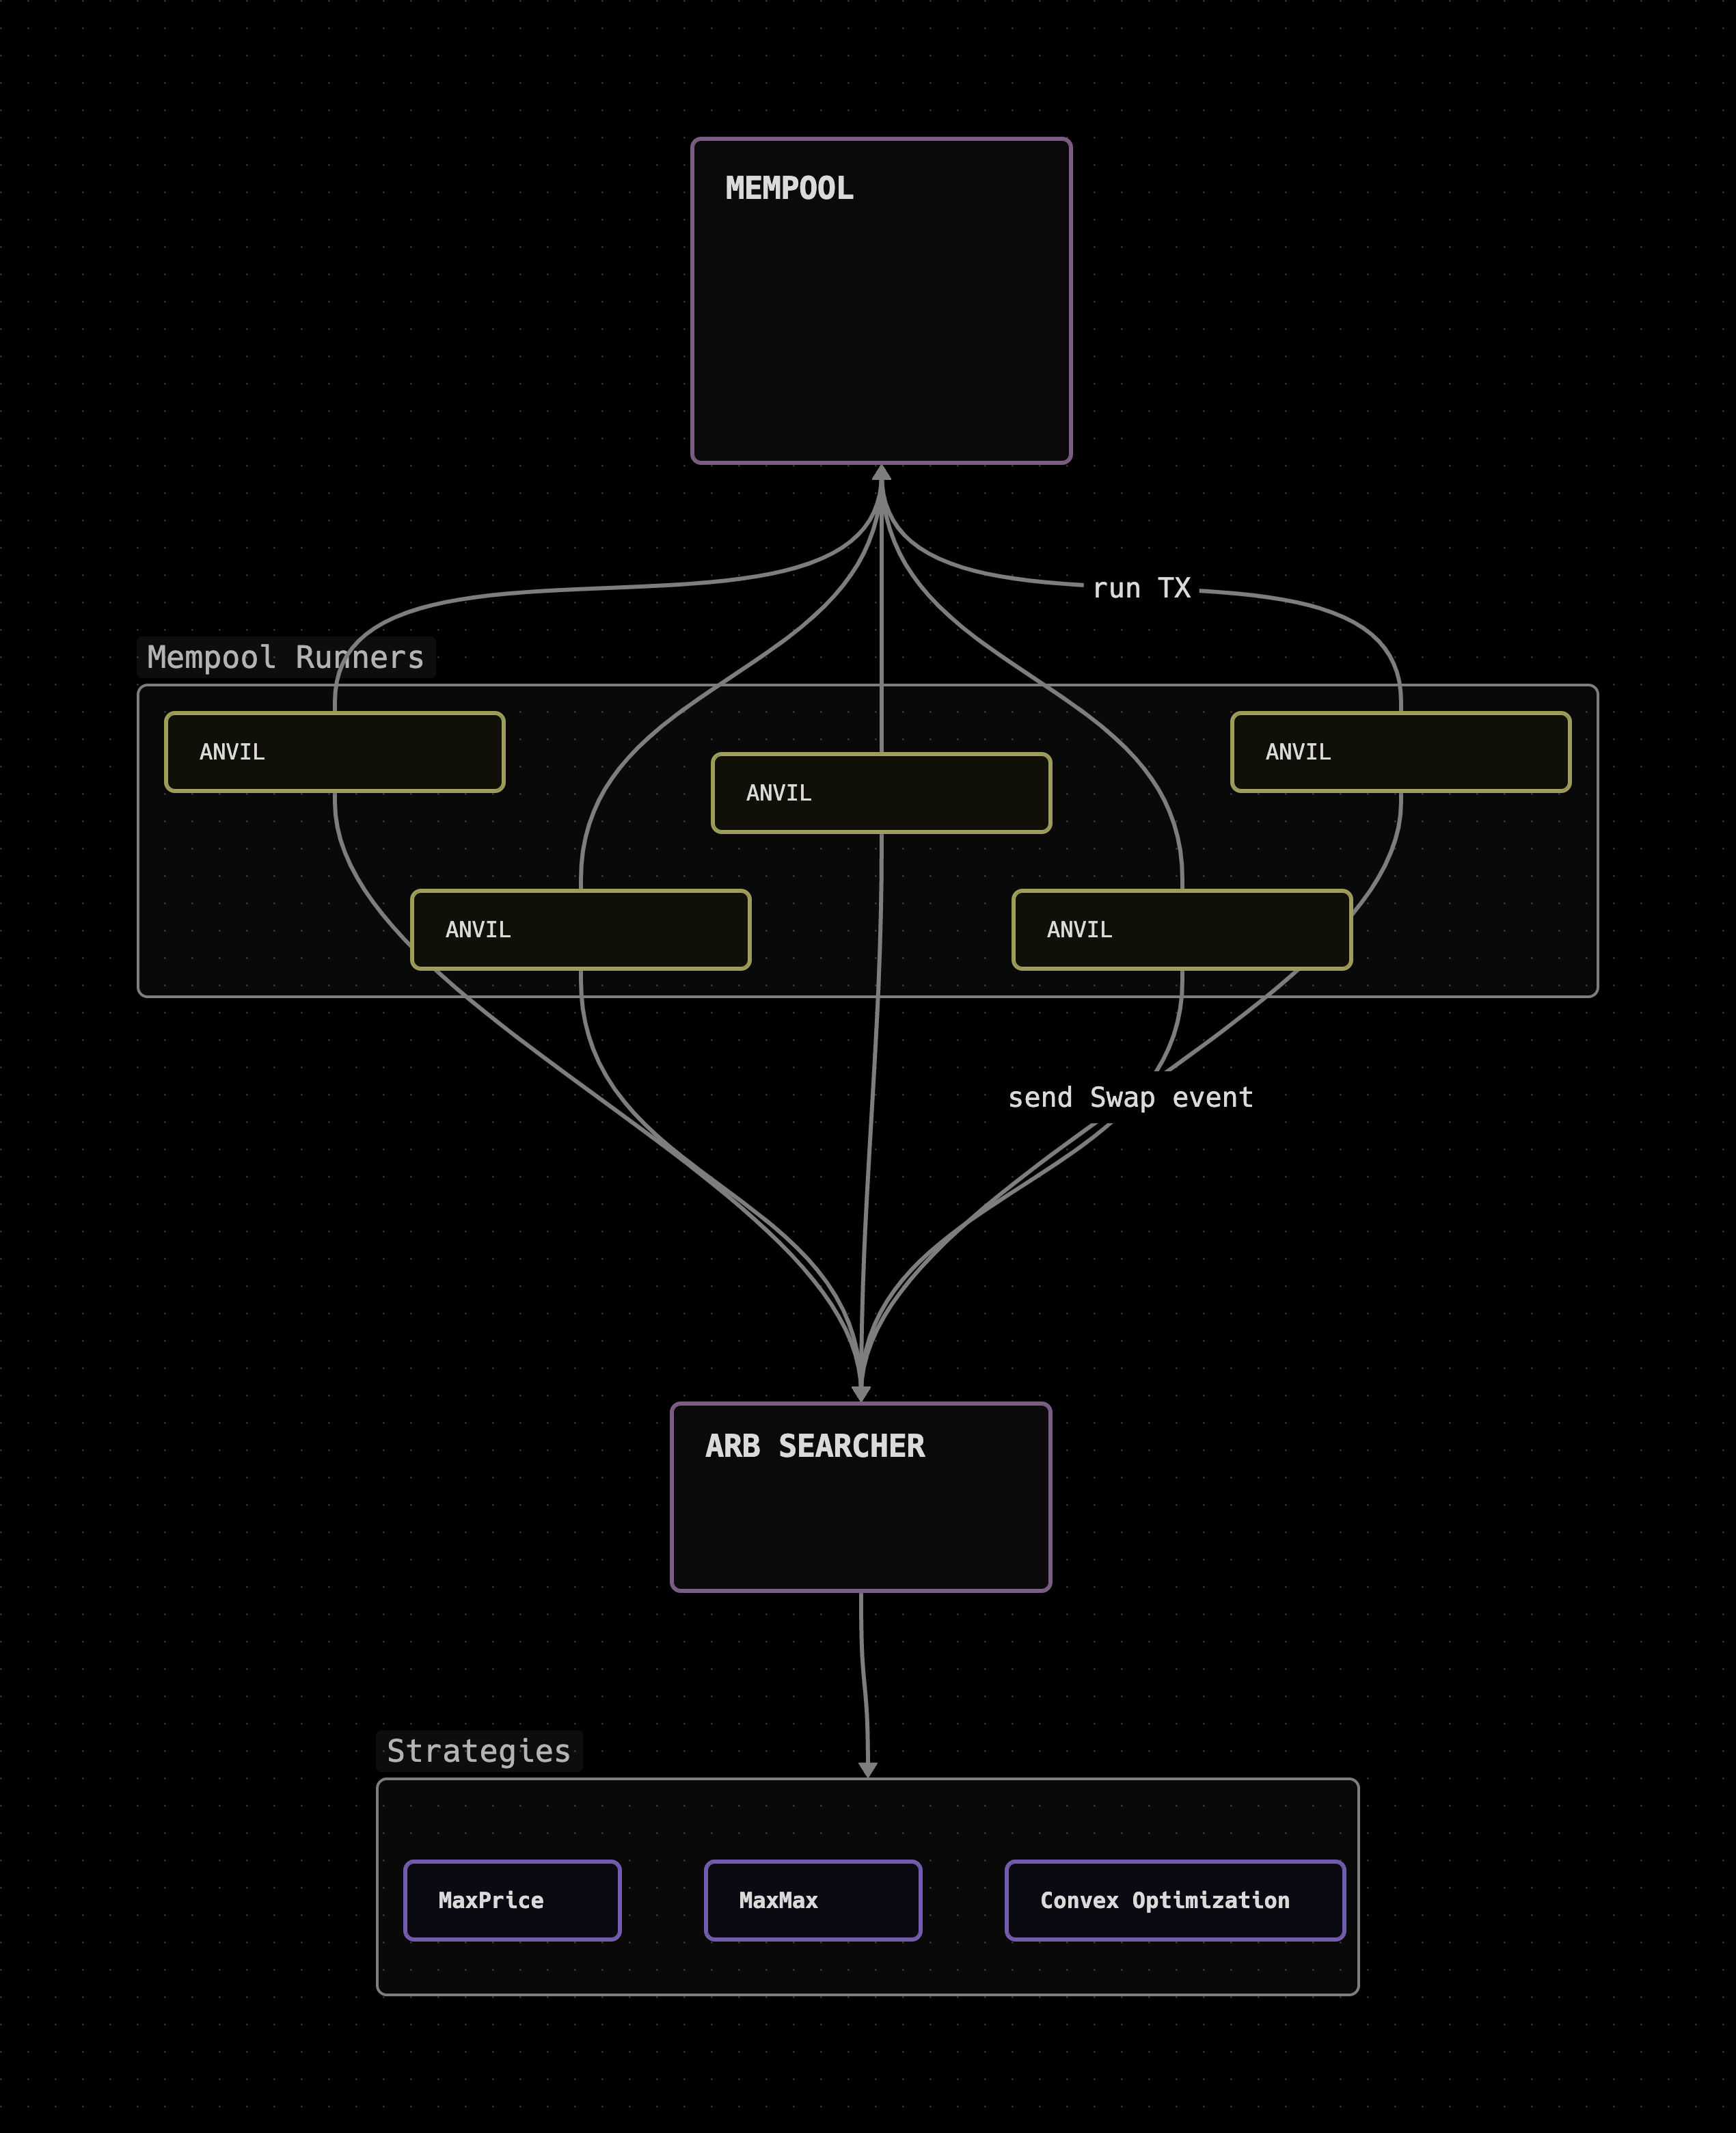 MEMPOOL
run TX
Mempool Runners
ANVIL
ANVIL
ANVIL
ANVIL
ANVIL
send Swap event
ARB SEARCHER
Strategies
MaxPrice
MaxMax
Convex Optimization